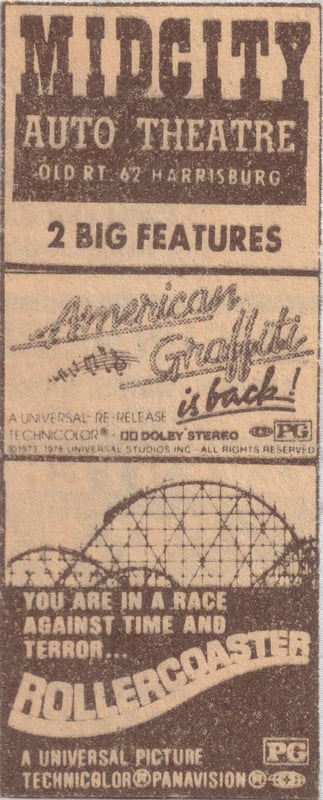 MIDCITY
AUTO THEATRE
OLD RT. 62 HARRISBURG
2 BIG FEATURES
American
Graffiti
is back!
A UNIVERSAL RE-RELEASE
TECHNICOLOR® · DOLBY STEREO PG
©1973, 1978 UNIVERSAL STUDIOS INC - ALL RIGHTS RESERVED
YOU ARE IN A RACE
AGAINST TIME AND
TERROR...
ROLLERCOASTER
A UNIVERSAL PICTURE PG
TECHNICOLOR® PANAVISION®